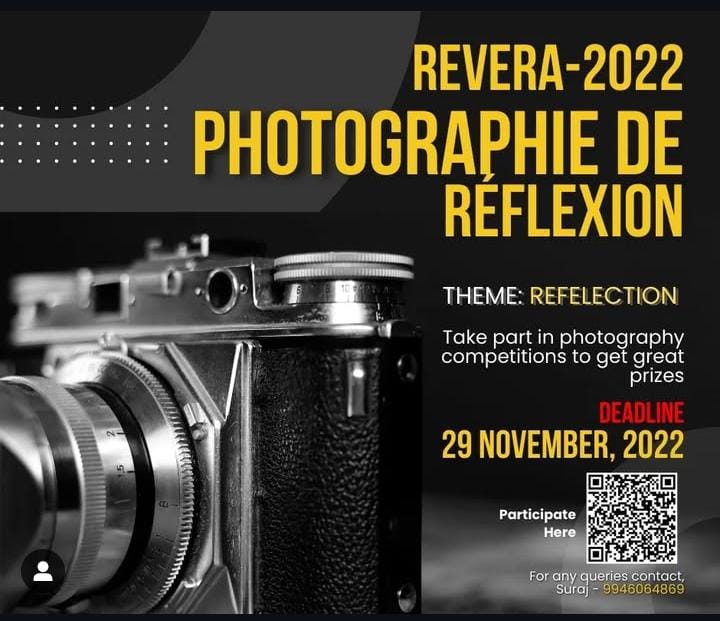 REVERA-2022
PHOTOGRAPHIE DE
RÉFLEXION
THEME: REFELECTION
Take part in photography
competitions to get great
prizes
DEADLINE
29 NOVEMBER, 2022
Participate
Here
For any queries contact,
Suraj - 9946064869